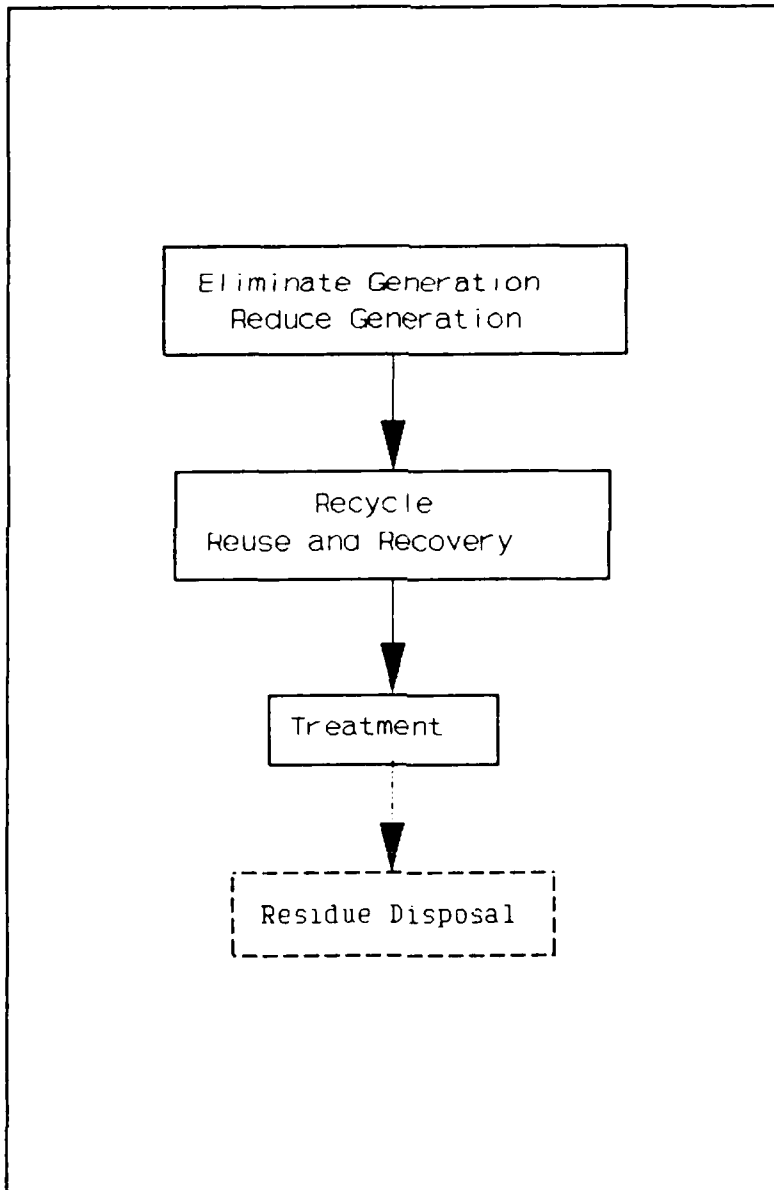 Eliminate Generation
Reduce Generation
Recycle
Reuse and Recovery
Treatment
Residue Disposal